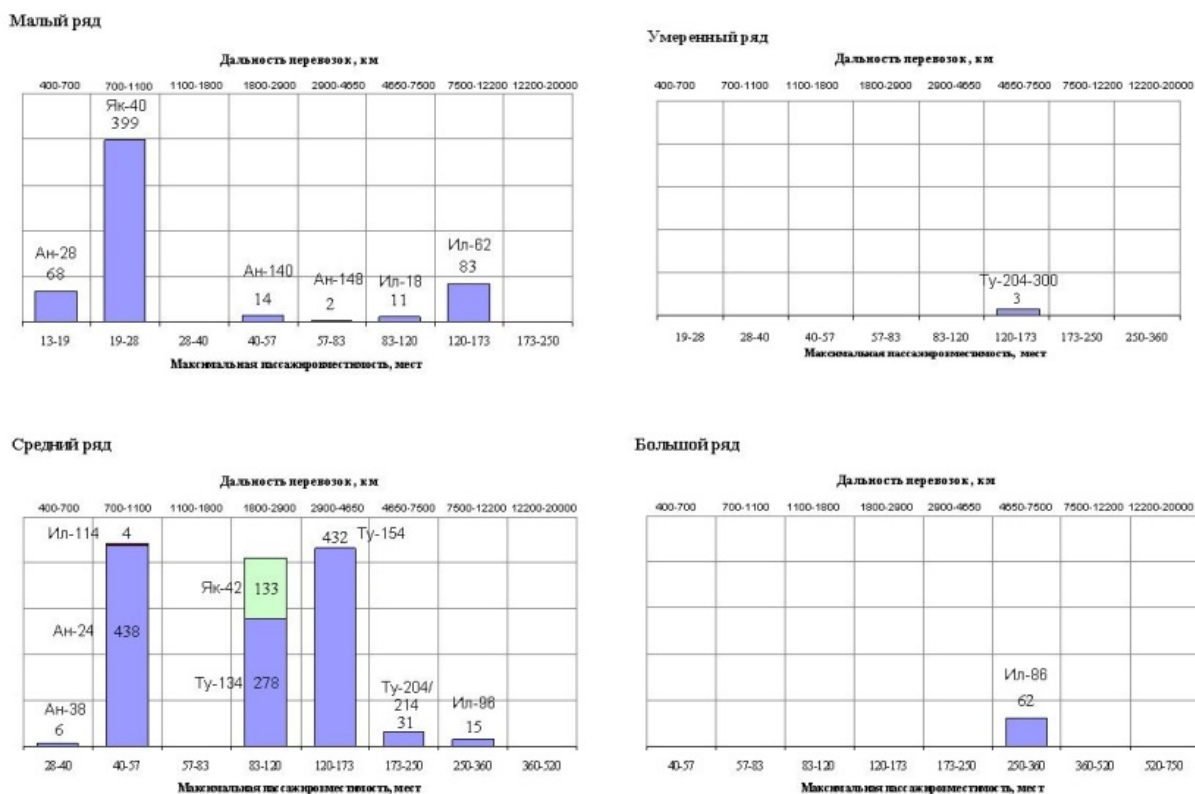 Малый ряд
Дальность перевозок, км
400-700 700-1100 1100-1800 1800-2900 2900-4650 4650-7500 7500-12200 12200-20000
Як-40
399
Ан-28
68
Ан-140
14
Ан-148
2
Ил-18
11
Ил-62
83
13-19 19-28 28-40 40-57 57-83 83-120 120-173 173-250
Максимальная пассажировместимость, мест
Умеренный ряд
Дальность перевозок, км
400-700 700-1100 1100-1800 1800-2900 2900-4650 4650-7500 7500-12200 12200-20000
Ту-204-300
3
19-28 28-40 40-57 57-83 83-120 120-173 173-250 250-360
Максимальная пассажировместимость, мест
Средний ряд
Дальность перевозок, км
400-700 700-1100 1100-1800 1800-2900 2900-4650 4650-7500 7500-12200 12200-20000
Ил-114 4
432 Ту-154
Як-42 133
Ан-24 438
Ту-134 278
Ан-38
6
Ту-204/
214
31
Ил-96
15
28-40 40-57 57-83 83-120 120-173 173-250 250-360 360-520
Максимальная пассажировместимость, мест
Большой ряд
Дальность перевозок, км
400-700 700-1100 1100-1800 1800-2900 2900-4650 4650-7500 7500-12200 12200-20000
Ил-86
62
40-57 57-83 83-120 120-173 173-250 250-360 360-520 520-750
Максимальная пассажировместимость, мест